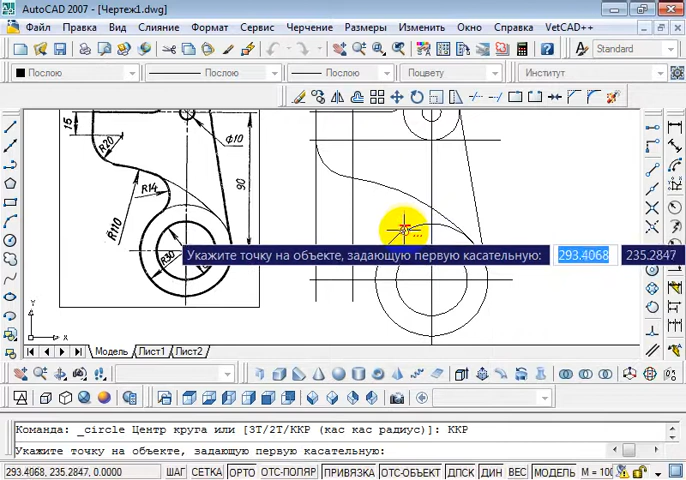 AutoCAD 2007 - [Чертеж1.dwg]
Файл Правка Вид Слияние Формат Сервис Черчение Размеры Изменить Окно Справка VetCAD++
Standard
Послою Послою Послою Поцвету Институт
15
R20
Ø10
R14
90
R110
R30
Укажите точку на объекте, задающую первую касательную: 293.4068 235.2847
Y
X
Модель Лист1 Лист2
Команда: _circle Центр круга или [3Т/2Т/ККР (кас кас радиус)]: ККР
Укажите точку на объекте, задающую первую касательную:
293.4068, 235.2847, 0.0000 ШАГ СЕТКА ОРТО ОТС-ПОЛЯР ПРИВЯЗКА ОТС-ОБЪЕКТ ДПСК ДИН ВЕС МОДЕЛЬ М = 100